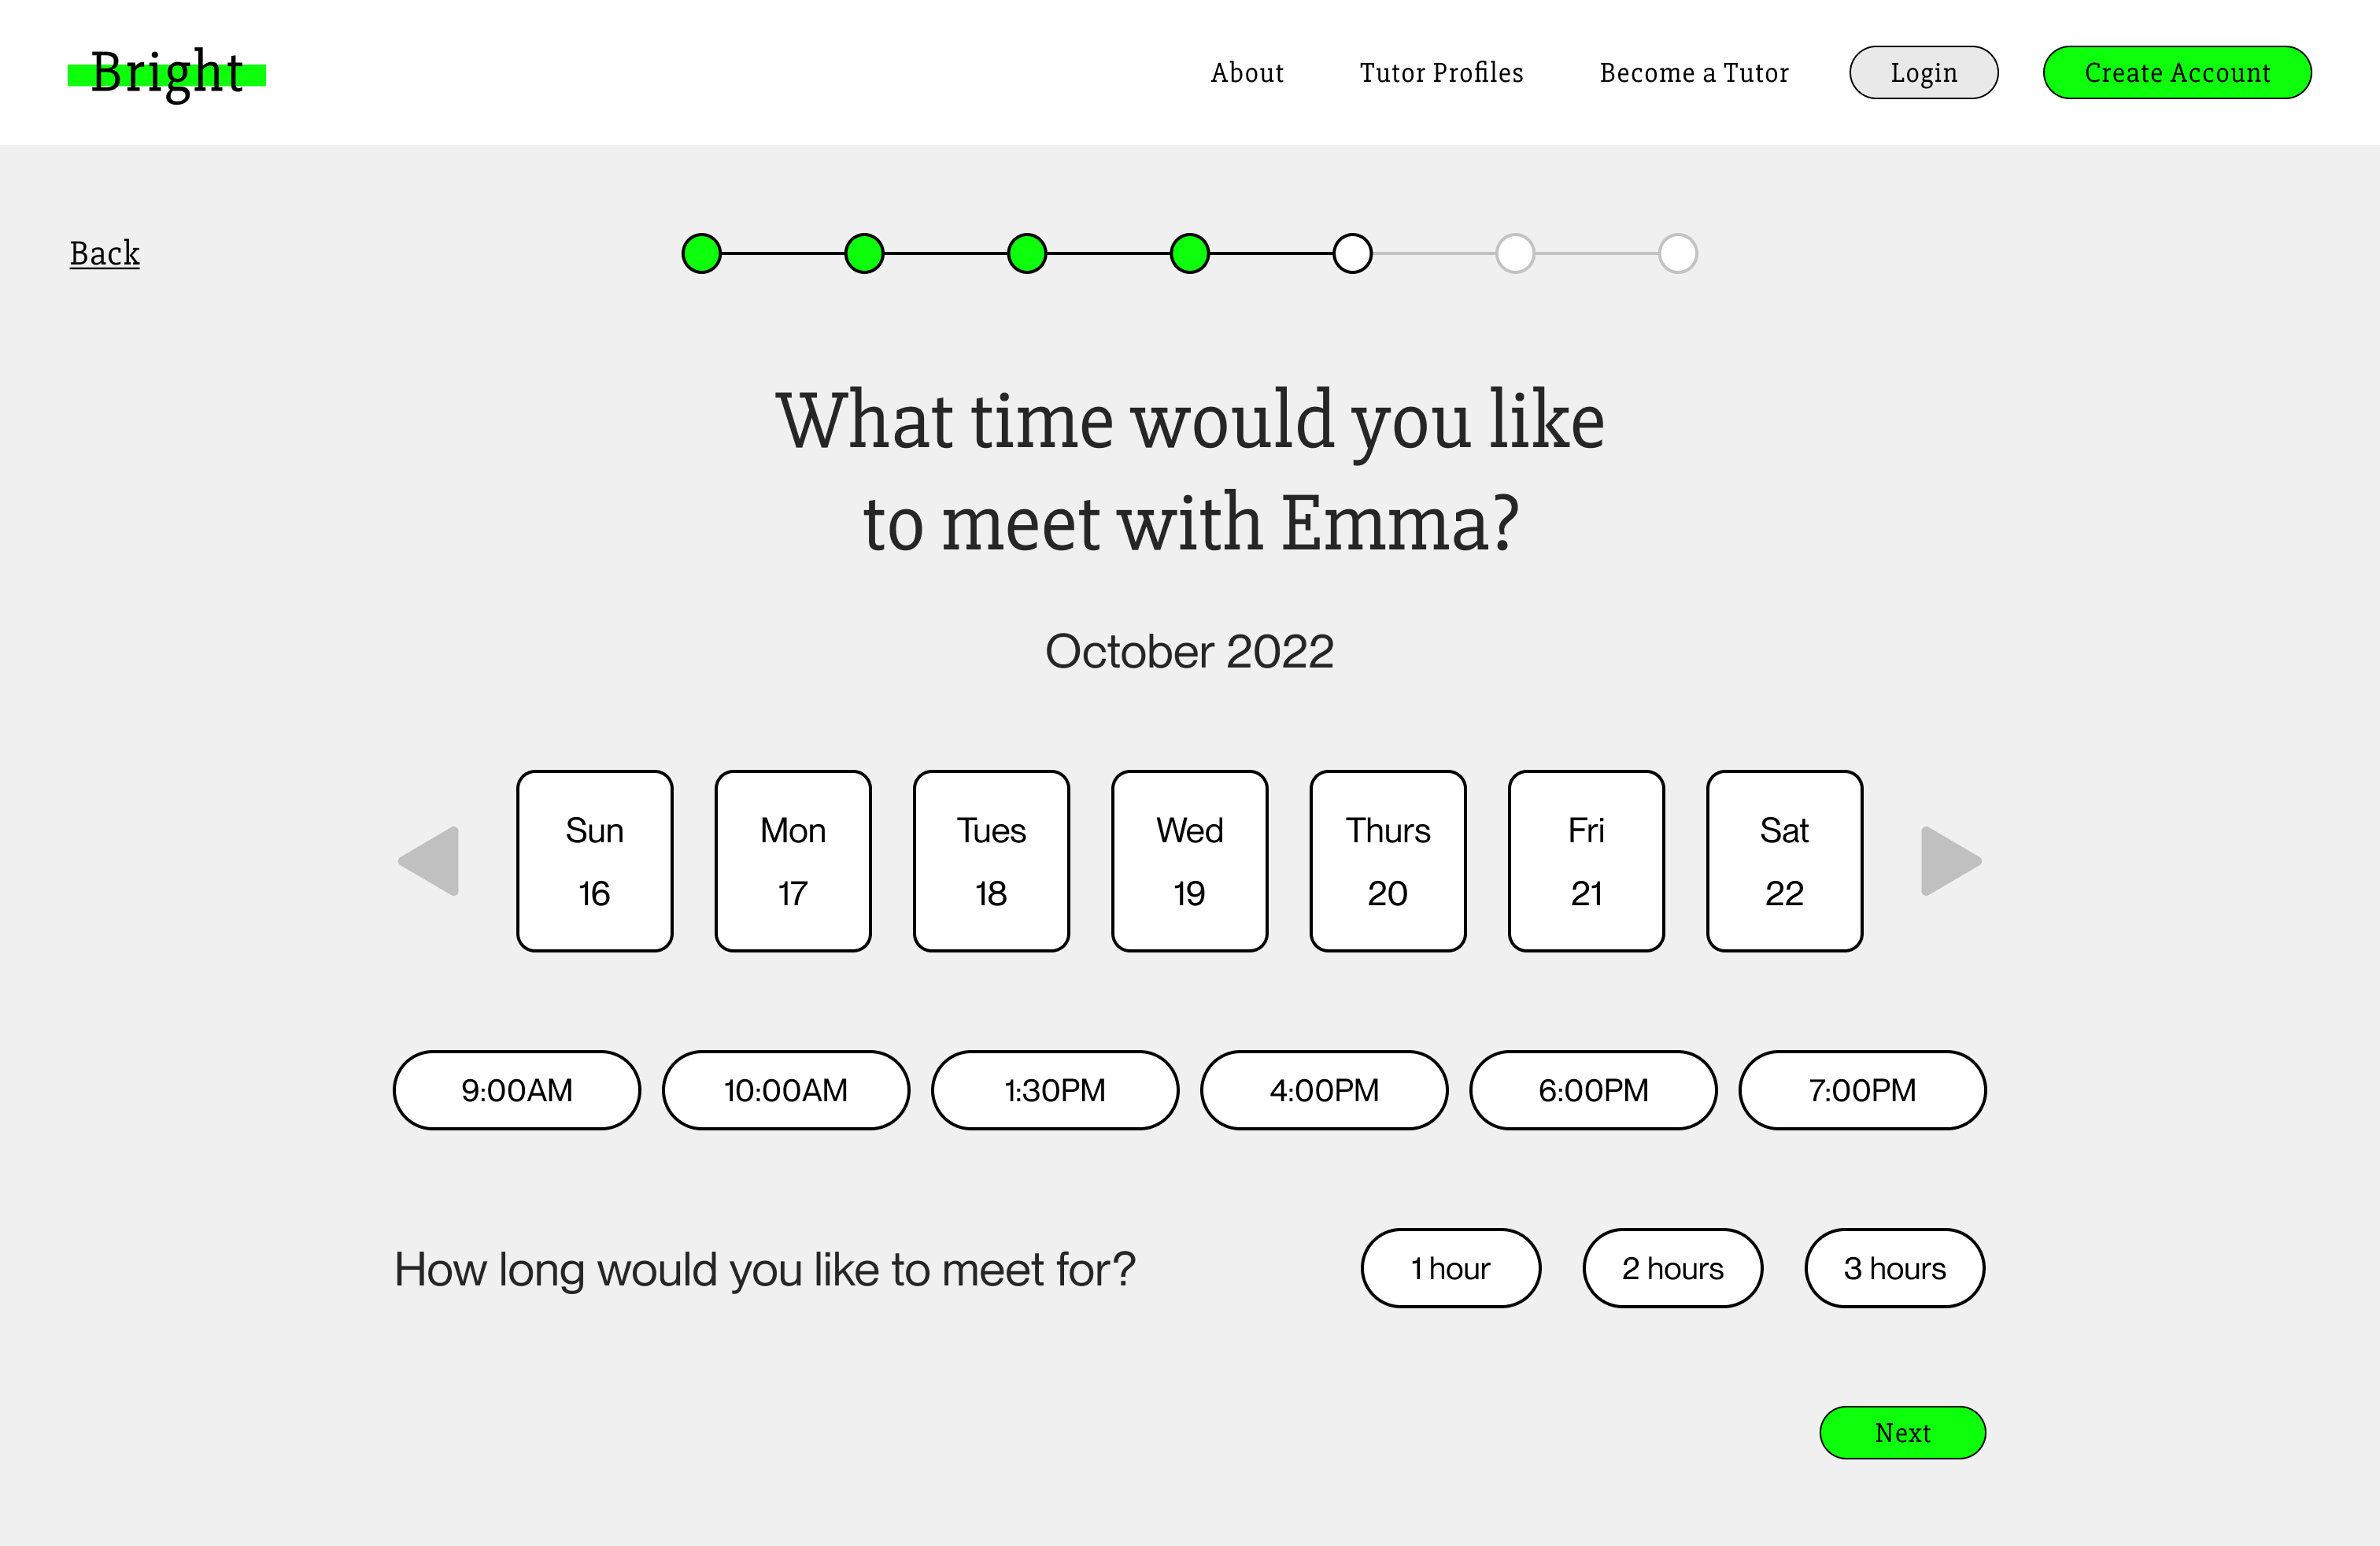 Bright
About
Tutor Profiles
Become a Tutor
Login
Create Account
Back
What time would you like
to meet with Emma?
October 2022
Sun
16
Mon
17
Tues
18
Wed
19
Thurs
20
Fri
21
Sat
22
9:00AM
10:00AM
1:30PM
4:00PM
6:00PM
7:00PM
How long would you like to meet for?
1 hour
2 hours
3 hours
Next